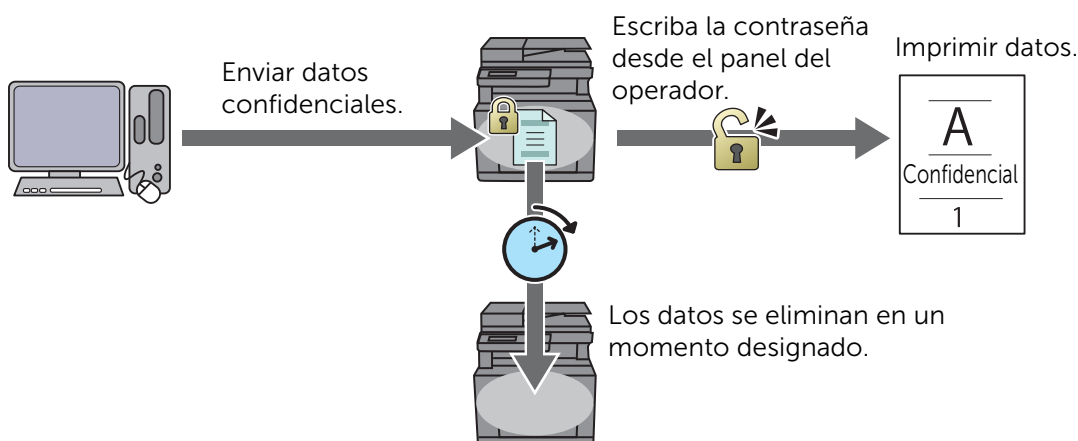 Enviar datos
confidenciales.
Escriba la contraseña
desde el panel del
operador.
Imprimir datos.
A
Confidencial
1
Los datos se eliminan en un
momento designado.